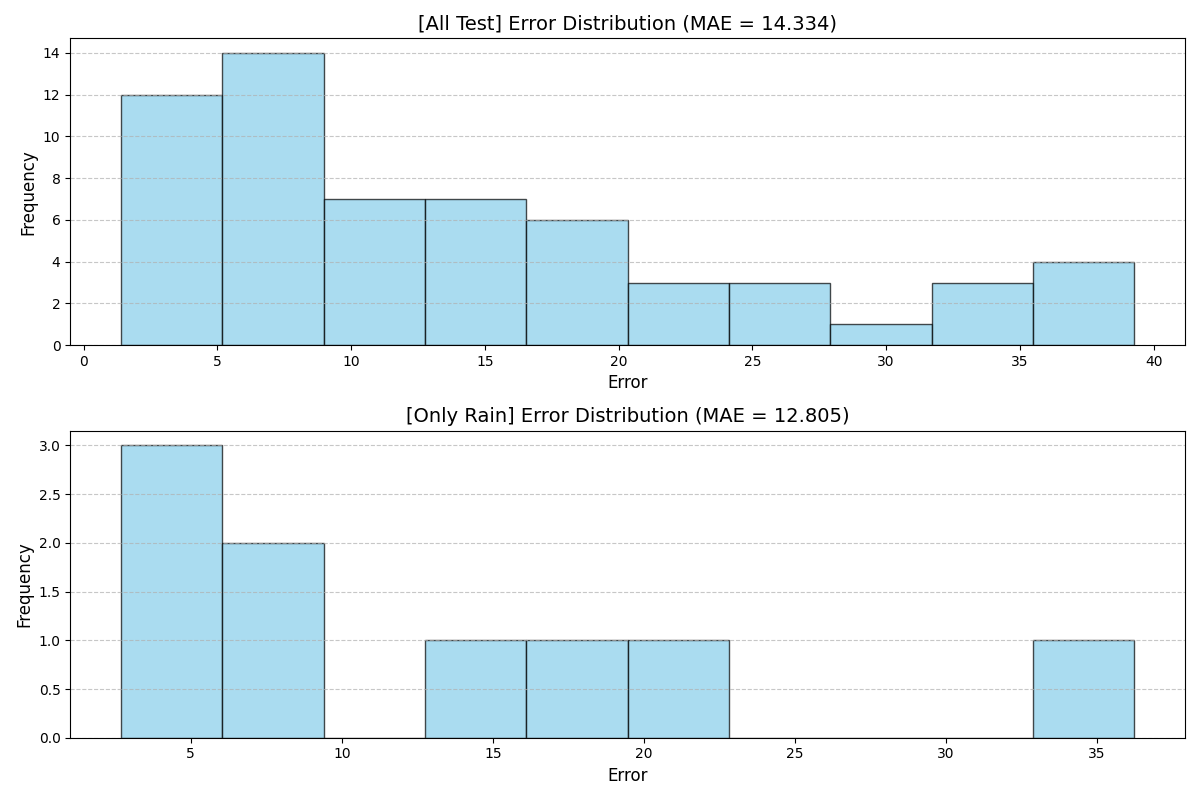 [All Test] Error Distribution (MAE = 14.334)
Frequency
14
12
10
8
6
4
2
0
0 5 10 15 20 25 30 35 40
Error
[Only Rain] Error Distribution (MAE = 12.805)
Frequency
3.0
2.5
2.0
1.5
1.0
0.5
0.0
5 10 15 20 25 30 35
Error